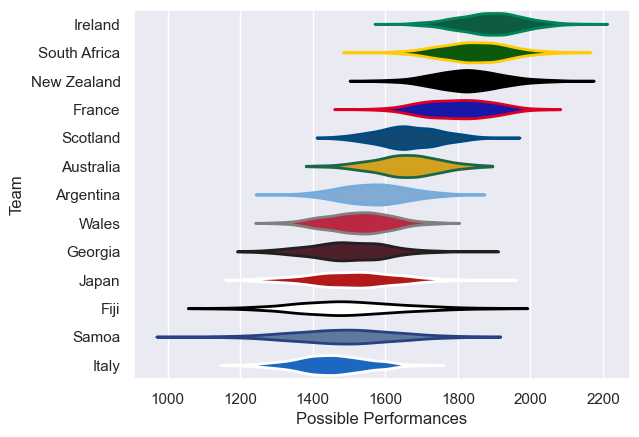 Ireland
South Africa
New Zealand
France
Scotland
Australia
Argentina
Wales
Georgia
Japan
Fiji
Samoa
Italy
Team
1000 1200 1400 1600 1800 2000 2200
Possible Performances